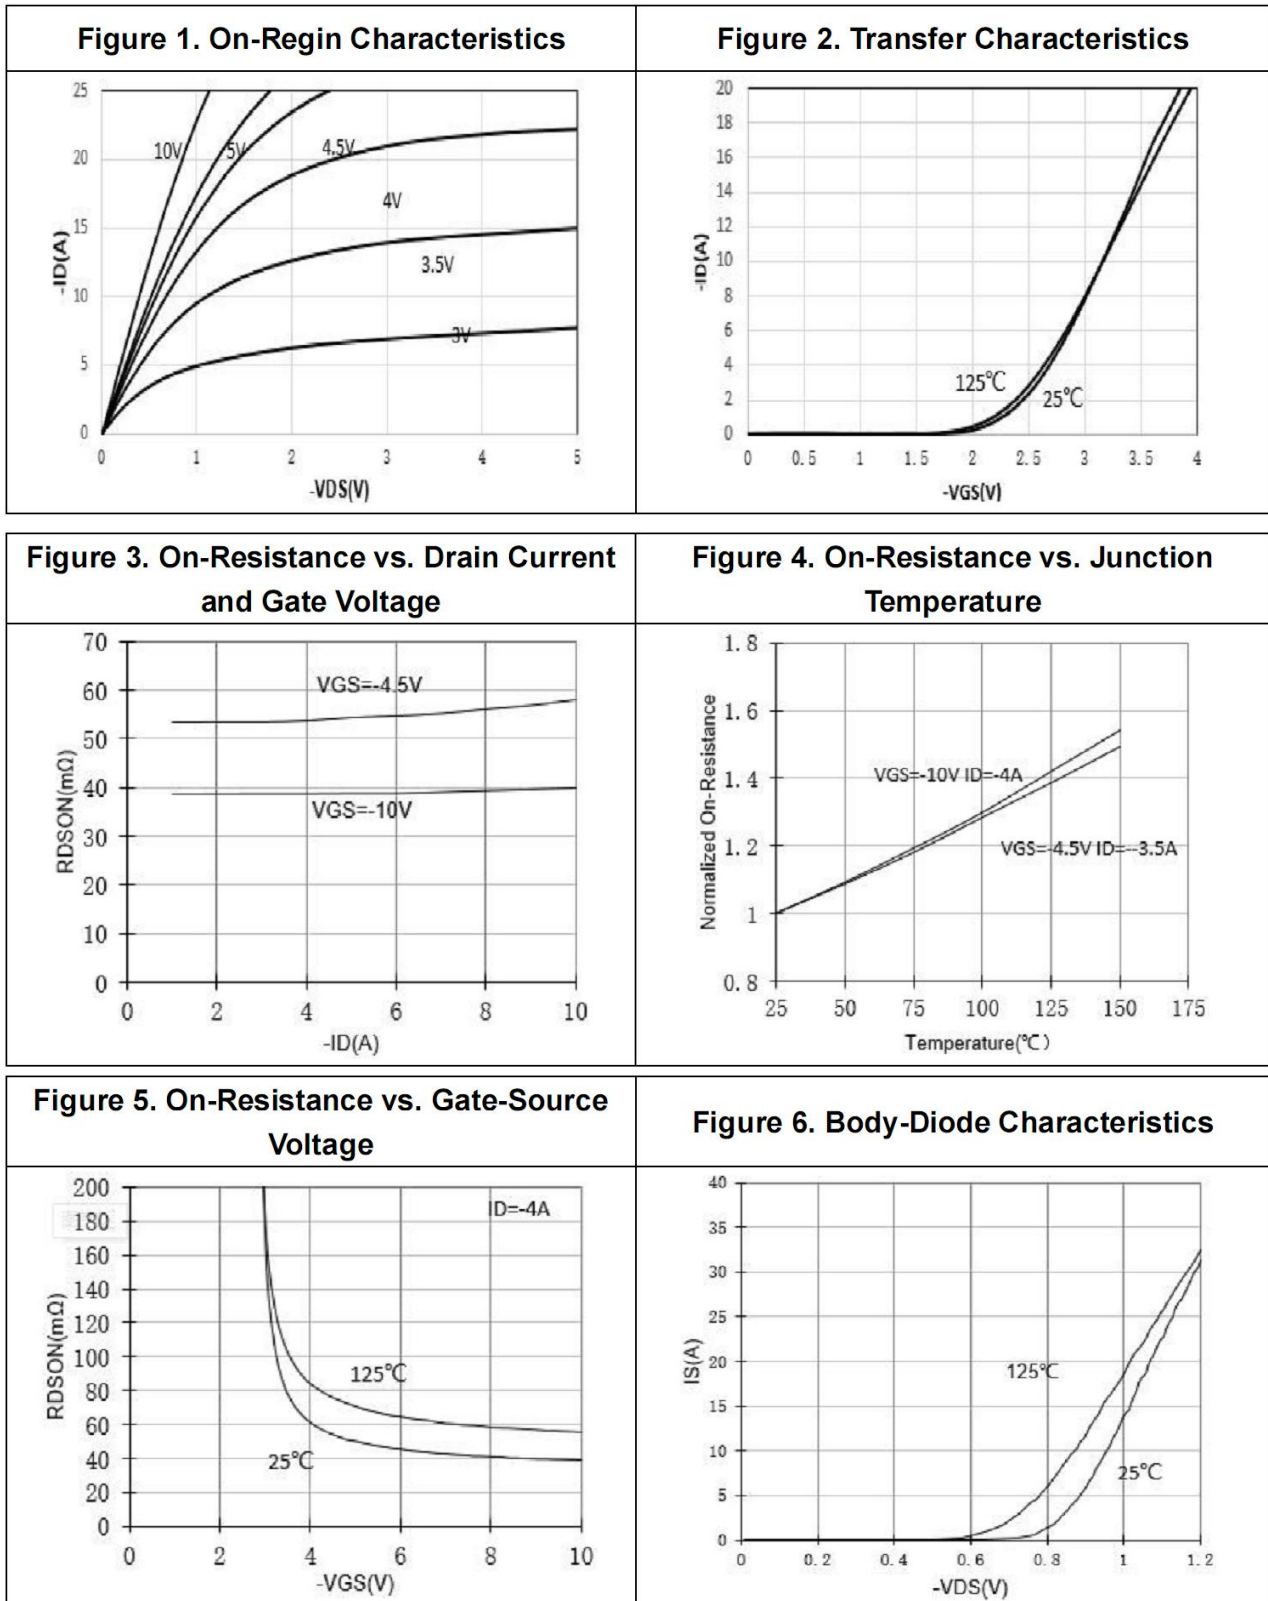 Figure 1. On-Regin Characteristics
Figure 2. Transfer Characteristics
25
20
15
10
5
0
-ID(A)
10V
5V
4.5V
4V
3.5V
3V
0 1 2 3 4 5
-VDS(V)
20
18
16
14
12
10
8
6
4
2
0
-ID(A)
125℃
25℃
0 0.5 1 1.5 2 2.5 3 3.5 4
-VGS(V)
Figure 3. On-Resistance vs. Drain Current
and Gate Voltage
Figure 4. On-Resistance vs. Junction
Temperature
70
60
50
40
30
20
10
0
RDSON(mΩ)
VGS=-4.5V
VGS=-10V
0 2 4 6 8 10
-ID(A)
1.8
1.6
1.4
1.2
1
0.8
Normalized On-Resistance
VGS=-10V ID=-4A
VGS=-4.5V ID=--3.5A
25 50 75 100 125 150 175
Temperature(℃)
Figure 5. On-Resistance vs. Gate-Source
Voltage
Figure 6. Body-Diode Characteristics
200
180
160
140
120
100
80
60
40
20
0
RDSON(mΩ)
ID=-4A
125℃
25℃
0 2 4 6 8 10
-VGS(V)
40
35
30
25
20
15
10
5
0
IS(A)
125℃
25℃
0 0.2 0.4 0.6 0.8 1 1.2
-VDS(V)